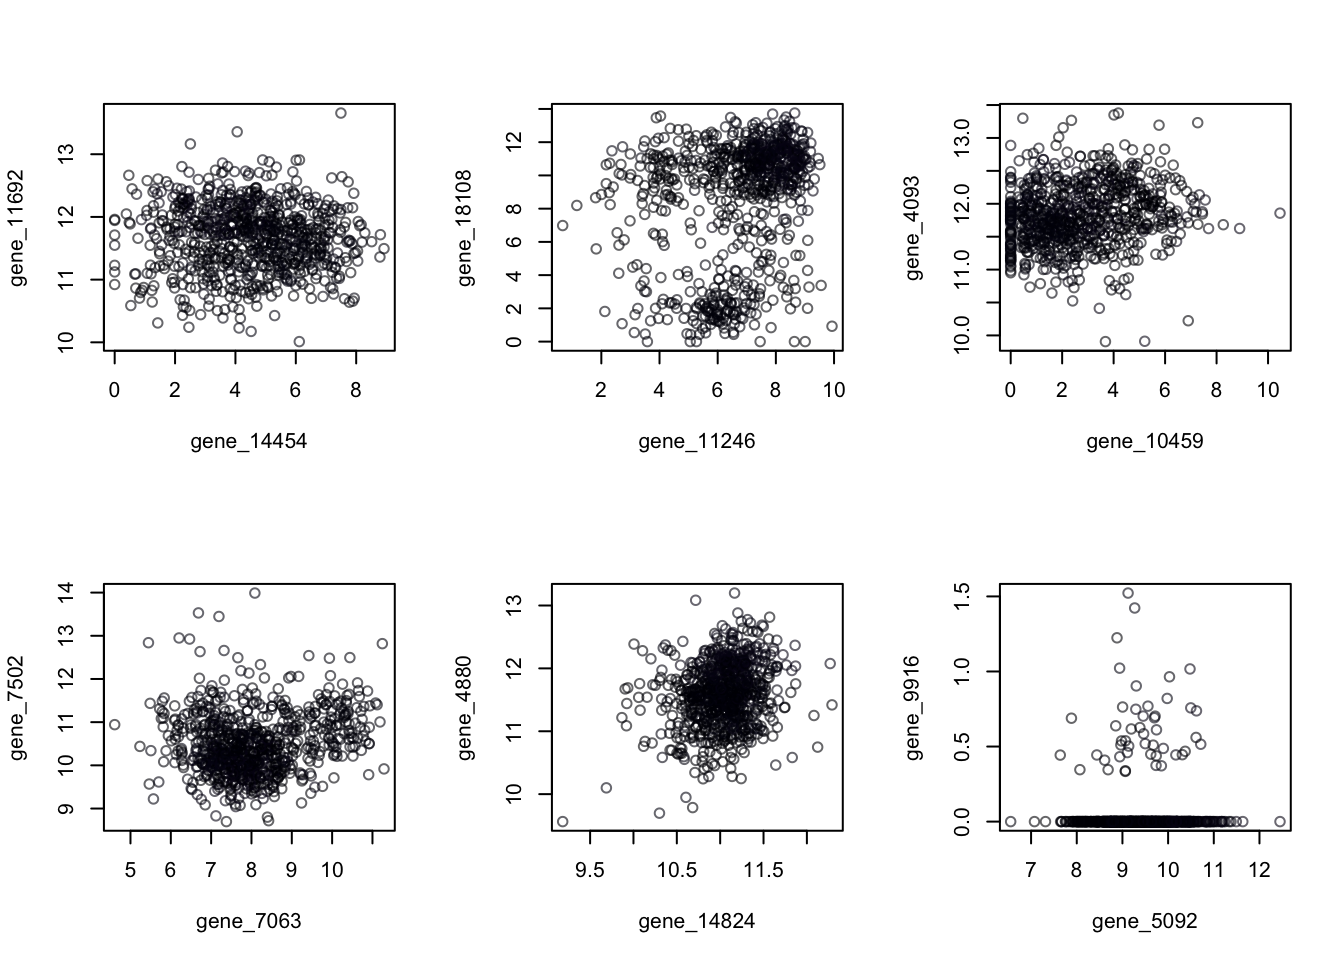 gene_11692
13
12
11
10
0 2 4 6 8
gene_14454
gene_18108
12
8
6
4
2
0
2 4 6 8 10
gene_11246
gene_4093
13.0
12.0
11.0
10.0
0 2 4 6 8 10
gene_10459
gene_7502
14
13
12
11
10
9
5 6 7 8 9 10
gene_7063
gene_4880
13
12
11
10
9.5 10.5 11.5
gene_14824
gene_9916
1.5
1.0
0.5
0.0
7 8 9 10 11 12
gene_5092